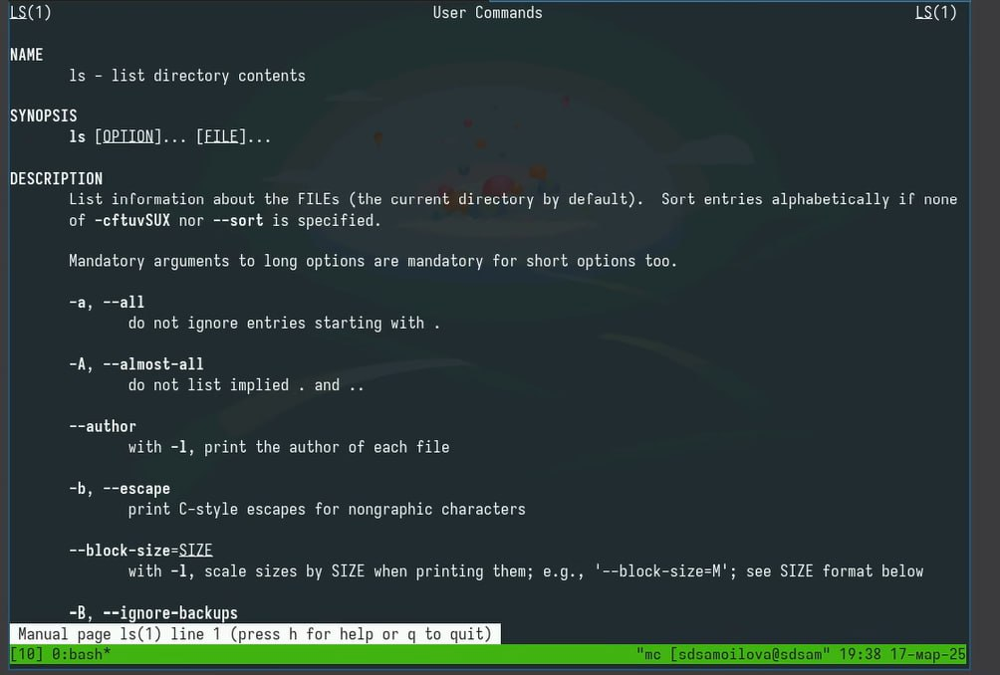 LS(1) User Commands LS(1)
NAME
ls - list directory contents
SYNOPSIS
ls [OPTION]... [FILE]...
DESCRIPTION
List information about the FILEs (the current directory by default). Sort entries alphabetically if none
of -cftuvSUX nor --sort is specified.
Mandatory arguments to long options are mandatory for short options too.
-a, --all
do not ignore entries starting with .
-A, --almost-all
do not list implied . and ..
--author
with -l, print the author of each file
-b, --escape
print C-style escapes for nongraphic characters
--block-size=SIZE
with -l, scale sizes by SIZE when printing them; e.g., '--block-size=M'; see SIZE format below
-B, --ignore-backups
Manual page ls(1) line 1 (press h for help or q to quit)
[10] 0:bash* "mc [sdsamoilova@sdsam" 19:38 17-мар-25